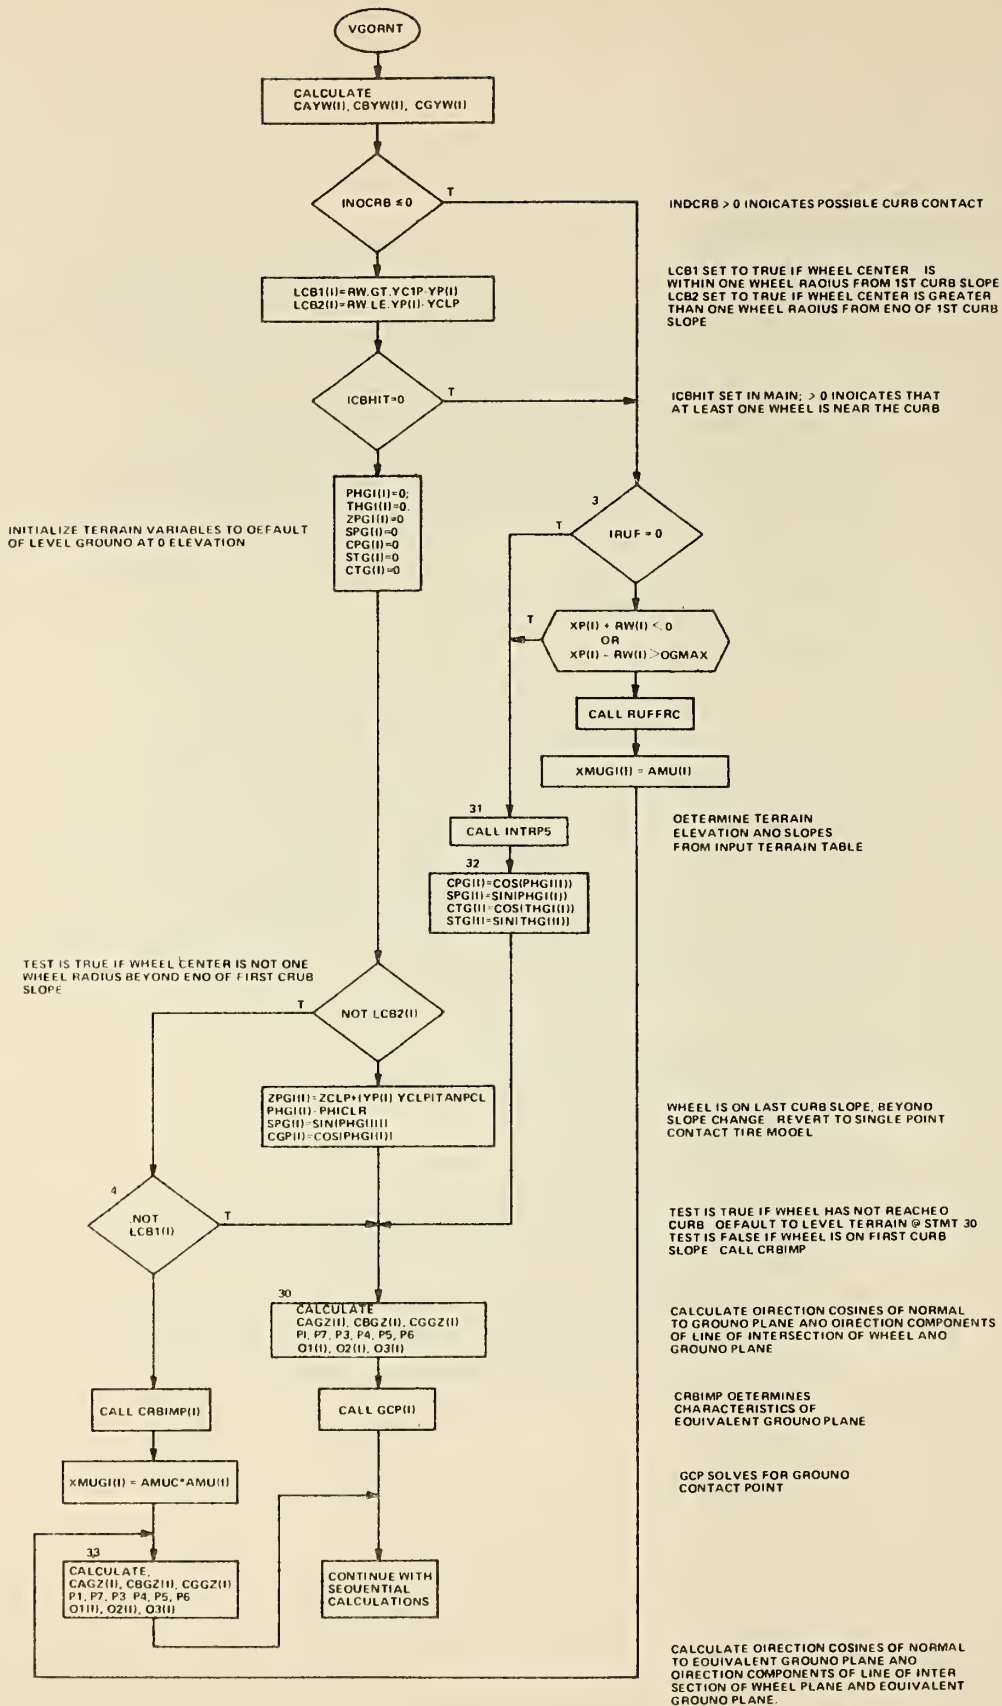 VGORNT
CALCULATE
CAYW(I), CBYW(I), CGYW(I)
INOCRB ≤ 0
T
INDCRB > 0 INDICATES POSSIBLE CURB CONTACT
LCB1(I)=RW.GT.YC1P-YP(I)
LCB2(I)=RW LE.YP(I)-YCLP
LCB1 SET TO TRUE IF WHEEL CENTER IS
WITHIN ONE WHEEL RADIUS FROM 1ST CURB SLOPE
LCB2 SET TO TRUE IF WHEEL CENTER IS GREATER
THAN ONE WHEEL RAOIUS FROM ENO OF 1ST CURB
SLOPE
ICBHIT=0
T
ICBHIT SET IN MAIN; > 0 INOICATES THAT
AT LEAST ONE WHEEL IS NEAR THE CURB
INITIALIZE TERRAIN VARIABLES TO OEFAULT
OF LEVEL GROUNO AT 0 ELEVATION
PHGI(I)=0;
THGI(I)=0.
ZPGI(I)=0
SPG(I)=0
CPG(I)=0
STG(I)=0
CTG(I)=0
3
T
IRUF = 0
T
XP(I) + RW(I) < 0
OR
XP(I) - RW(I) >OGMAX
CALL RUFFRC
XMUGI(I) = AMU(I)
31
CALL INTRP5
OETERMINE TERRAIN
ELEVATION ANO SLOPES
FROM INPUT TERRAIN TABLE
32
CPG(I)=COS(PHGI(I))
SPG(I)=SIN(PHGI(I))
CTG(I)=COS(THGI(I))
STG(I)=SIN(THGI(I))
TEST IS TRUE IF WHEEL CENTER IS NOT ONE
WHEEL RADIUS BEYOND ENO OF FIRST CRUB
SLOPE
T
NOT LCB2(I)
ZPGI(I)=ZCLP+(YP(I) YCLP)TANPCL
PHGI(I)-PHICLR
SPG(I)=SIN(PHGI(I))
CGP(I)=COS(PHGI(I))
WHEEL IS ON LAST CURB SLOPE, BEYOND
SLOPE CHANGE REVERT TO SINGLE POINT
CONTACT TIRE MOOEL
4
.NOT
LCB1(I)
T
TEST IS TRUE IF WHEEL HAS NOT REACHEO
CURB OEFAULT TO LEVEL TERRAIN @ STMT 30
TEST IS FALSE IF WHEEL IS ON FIRST CURB
SLOPE CALL CRBIMP
30
CALCULATE
CAGZ(I), CBGZ(I), CGGZ(I)
P1, P7, P3, P4, P5, P6
O1(I), O2(I), O3(I)
CALCULATE OIRECTION COSINES OF NORMAL
TO GROUND PLANE ANO OIRECTION COMPONENTS
OF LINE OF INTERSECTION OF WHEEL ANO
GROUND PLANE
CALL CRBIMP(I)
CALL GCP(I)
CRBIMP OETERMINES
CHARACTERISTICS OF
EQUIVALENT GROUNO PLANE
XMUGI(I) = AMUC*AMU(I)
GCP SOLVES FOR GROUNO
CONTACT POINT
33
CALCULATE,
CAGZ(I), CBGZ(I), CGGZ(I)
P1, P7, P3 P4, P5, P6
O1(I), O2(I), O3(I)
CONTINUE WITH
SEQUENTIAL
CALCULATIONS
CALCULATE OIRECTION COSINES OF NORMAL
TO EQUIVALENT GROUND PLANE AND
OIRECTION COMPONENTS OF LINE OF INTER
SECTION OF WHEEL PLANE AND EQUIVALENT
GROUND PLANE.